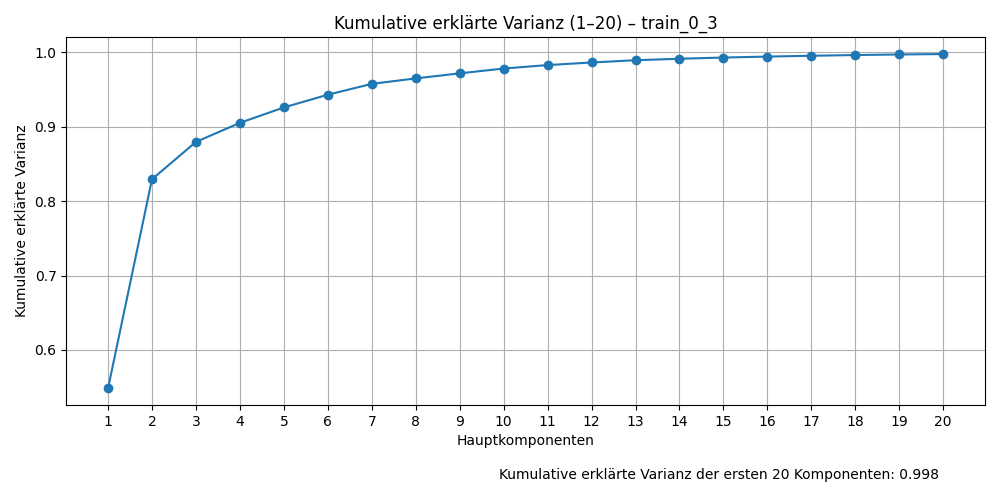 Kumulative erklärte Varianz (1–20) – train_0_3
Kumulative erklärte Varianz
1.0
0.9
0.8
0.7
0.6
1 2 3 4 5 6 7 8 9 10 11 12 13 14 15 16 17 18 19 20
Hauptkomponenten
Kumulative erklärte Varianz der ersten 20 Komponenten: 0.998